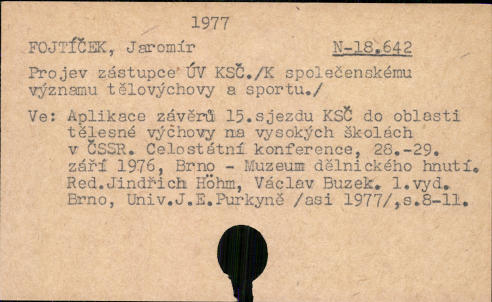 1977
FOJTÍČEK, Jaromír N-18.642
Projev zástupce ÚV KSČ./K společenskému
významu tělovýchovy a sportu./
Ve: Aplikace závěrů 15.sjezdu KSČ do oblasti
tělesné výchovy na vysokých školách
v ČSSR. Celostátní konference, 28.-29.
září 1976, Brno - Muzeum dělnického hnutí.
Red.Jindřich Höhm, Václav Buzek. 1.vyd.
Brno, Univ.J.E.Purkyně /asi 1977/,s.8-11.